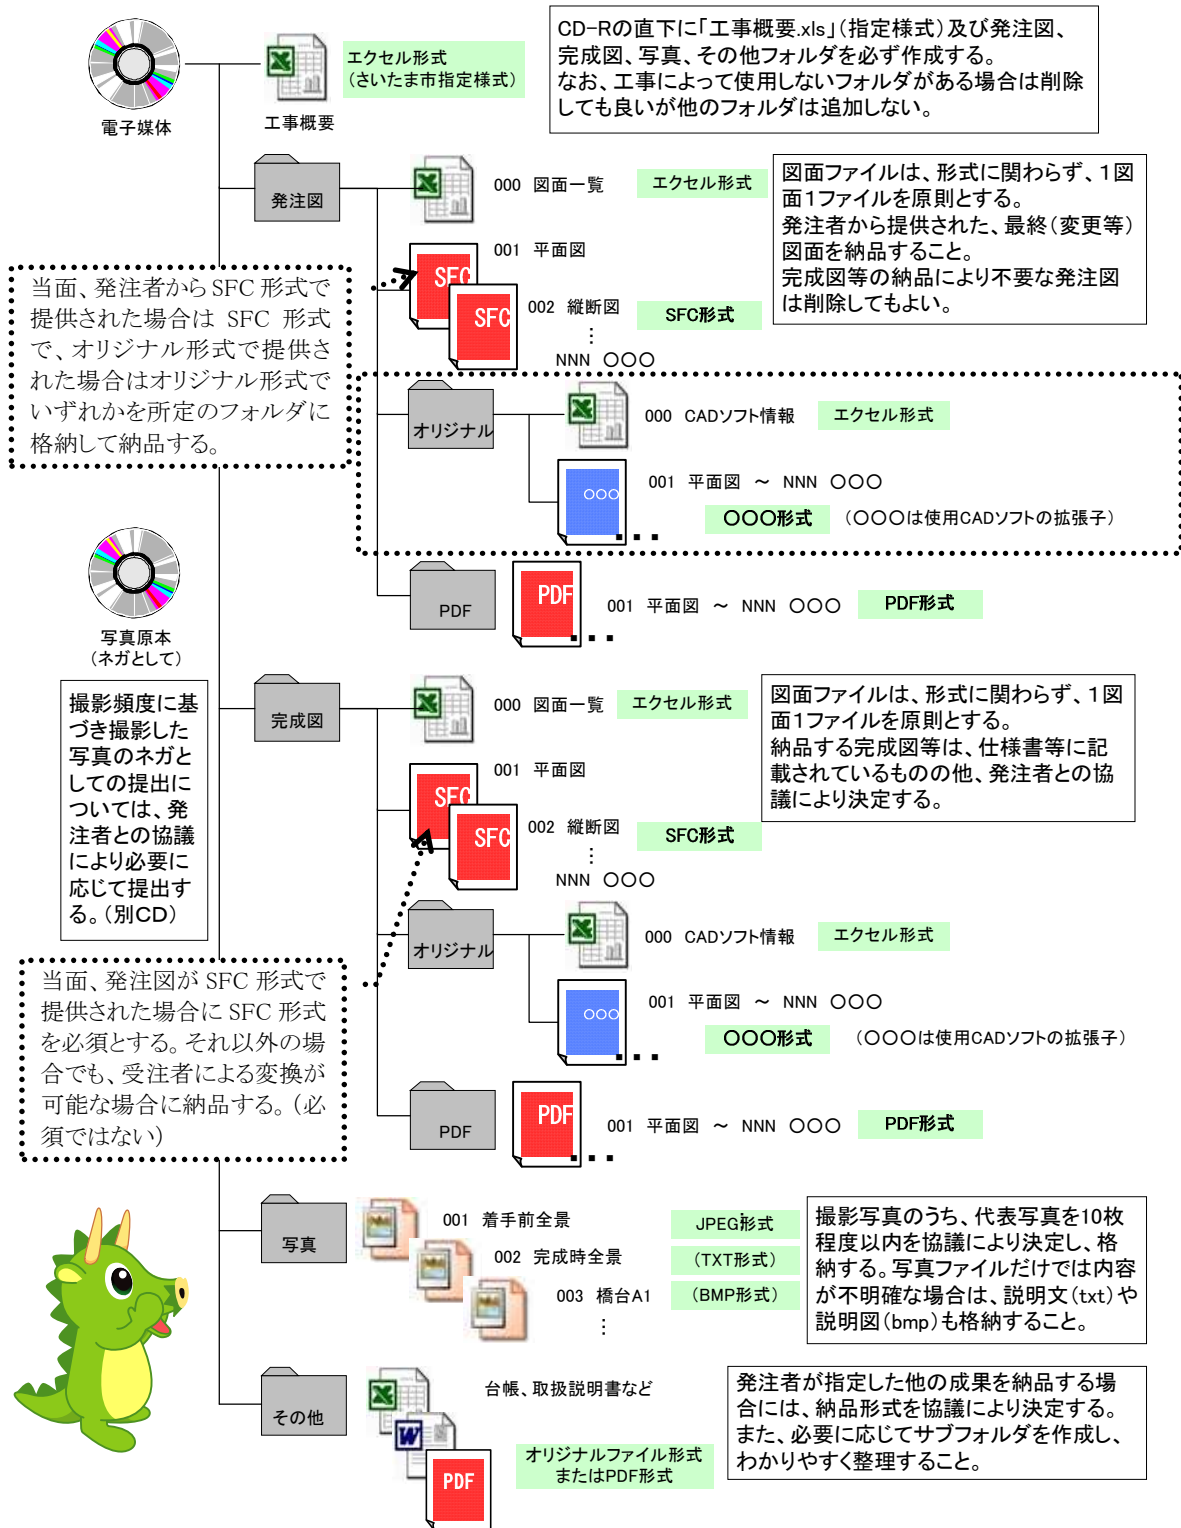 CD-Rの直下に「工事概要.xls」(指定様式)及び発注図、
完成図、写真、その他フォルダを必ず作成する。
なお、工事によって使用しないフォルダがある場合は削除
しても良いが他のフォルダは追加しない。
エクセル形式
(さいたま市指定様式)
電子媒体
工事概要
発注図
000 図面一覧
エクセル形式
図面ファイルは、形式に関わらず、1図
面1ファイルを原則とする。
発注者から提供された、最終(変更等)
図面を納品すること。
完成図等の納品により不要な発注図
は削除してもよい。
001 平面図
SFC
SFC
002 縦断図
SFC形式
⋮
NNN 〇〇〇
当面、発注者から SFC 形式で
提供された場合は SFC 形式
で、オリジナル形式で提供さ
れた場合はオリジナル形式で
いずれかを所定のフォルダに
格納して納品する。
オリジナル
000 CADソフト情報
エクセル形式
〇〇〇
001 平面図 ～ NNN 〇〇〇
〇〇〇形式
(〇〇〇は使用CADソフトの拡張子)
PDF
PDF
001 平面図 ～ NNN 〇〇〇
PDF形式
写真原本
(ネガとして)
撮影頻度に基
づき撮影した
写真のネガと
しての提出に
ついては、発
注者との協議
により必要に
応じて提出す
る。(別CD)
完成図
000 図面一覧
エクセル形式
図面ファイルは、形式に関わらず、1図
面1ファイルを原則とする。
納品する完成図等は、仕様書等に記
載されているものの他、発注者との協
議により決定する。
001 平面図
SFC
SFC
002 縦断図
SFC形式
⋮
NNN 〇〇〇
オリジナル
000 CADソフト情報
エクセル形式
〇〇〇
001 平面図 ～ NNN 〇〇〇
〇〇〇形式
(〇〇〇は使用CADソフトの拡張子)
当面、発注図が SFC 形式で
提供された場合に SFC 形式
を必須とする。それ以外の場
合でも、受注者による変換が
可能な場合に納品する。(必
須ではない)
PDF
PDF
001 平面図 ～ NNN 〇〇〇
PDF形式
写真
001 着手前全景
JPEG形式
002 完成時全景
(TXT形式)
003 橋台A1
(BMP形式)
⋮
撮影写真のうち、代表写真を10枚
程度以内を協議により決定し、格
納する。写真ファイルだけでは内容
が不明確な場合は、説明文(txt)や
説明図(bmp)も格納すること。
その他
台帳、取扱説明書など
PDF
オリジナルファイル形式
またはPDF形式
発注者が指定した他の成果を納品する場
合には、納品形式を協議により決定する。
また、必要に応じてサブフォルダを作成し、
わかりやすく整理すること。